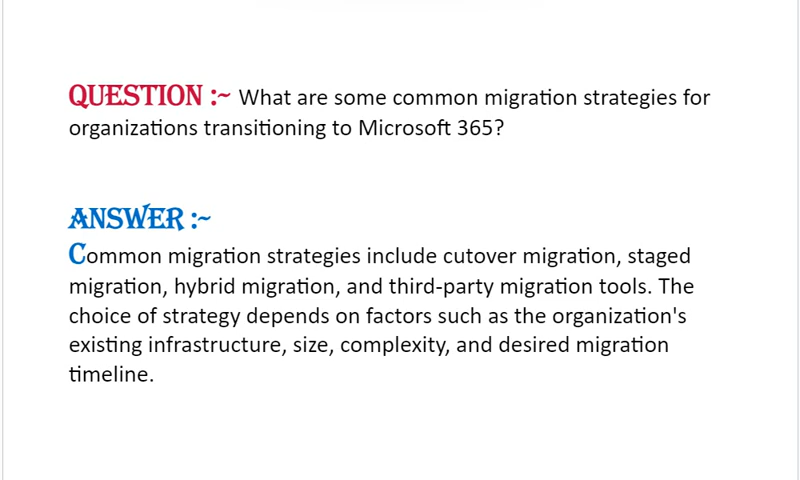 QUESTION :~ What are some common migration strategies for
organizations transitioning to Microsoft 365?
ANSWER :~
Common migration strategies include cutover migration, staged
migration, hybrid migration, and third-party migration tools. The
choice of strategy depends on factors such as the organization's
existing infrastructure, size, complexity, and desired migration
timeline.